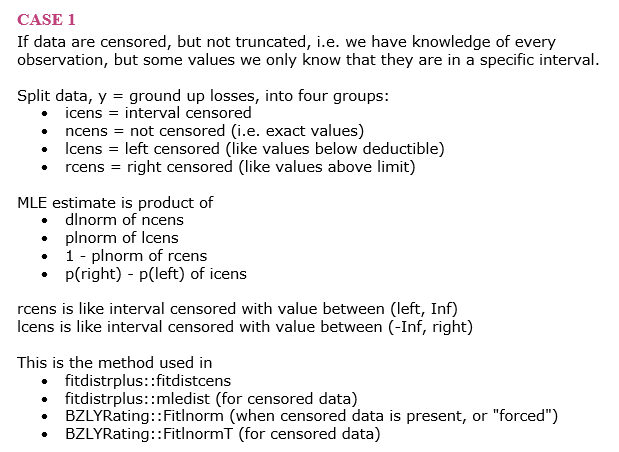 CASE 1
If data are censored, but not truncated, i.e. we have knowledge of every
observation, but some values we only know that they are in a specific interval.
Split data, y = ground up losses, into four groups:
• icens = interval censored
• ncens = not censored (i.e. exact values)
• lcens = left censored (like values below deductible)
• rcens = right censored (like values above limit)
MLE estimate is product of
• dlnorm of ncens
• plnorm of lcens
• 1 - plnorm of rcens
• p(right) - p(left) of icens
rcens is like interval censored with value between (left, Inf)
lcens is like interval censored with value between (-Inf, right)
This is the method used in
• fitdistrplus::fitdistcens
• fitdistrplus::mledist (for censored data)
• BZLYRating::Fitlnorm (when censored data is present, or "forced")
• BZLYRating::FitlnormT (for censored data)